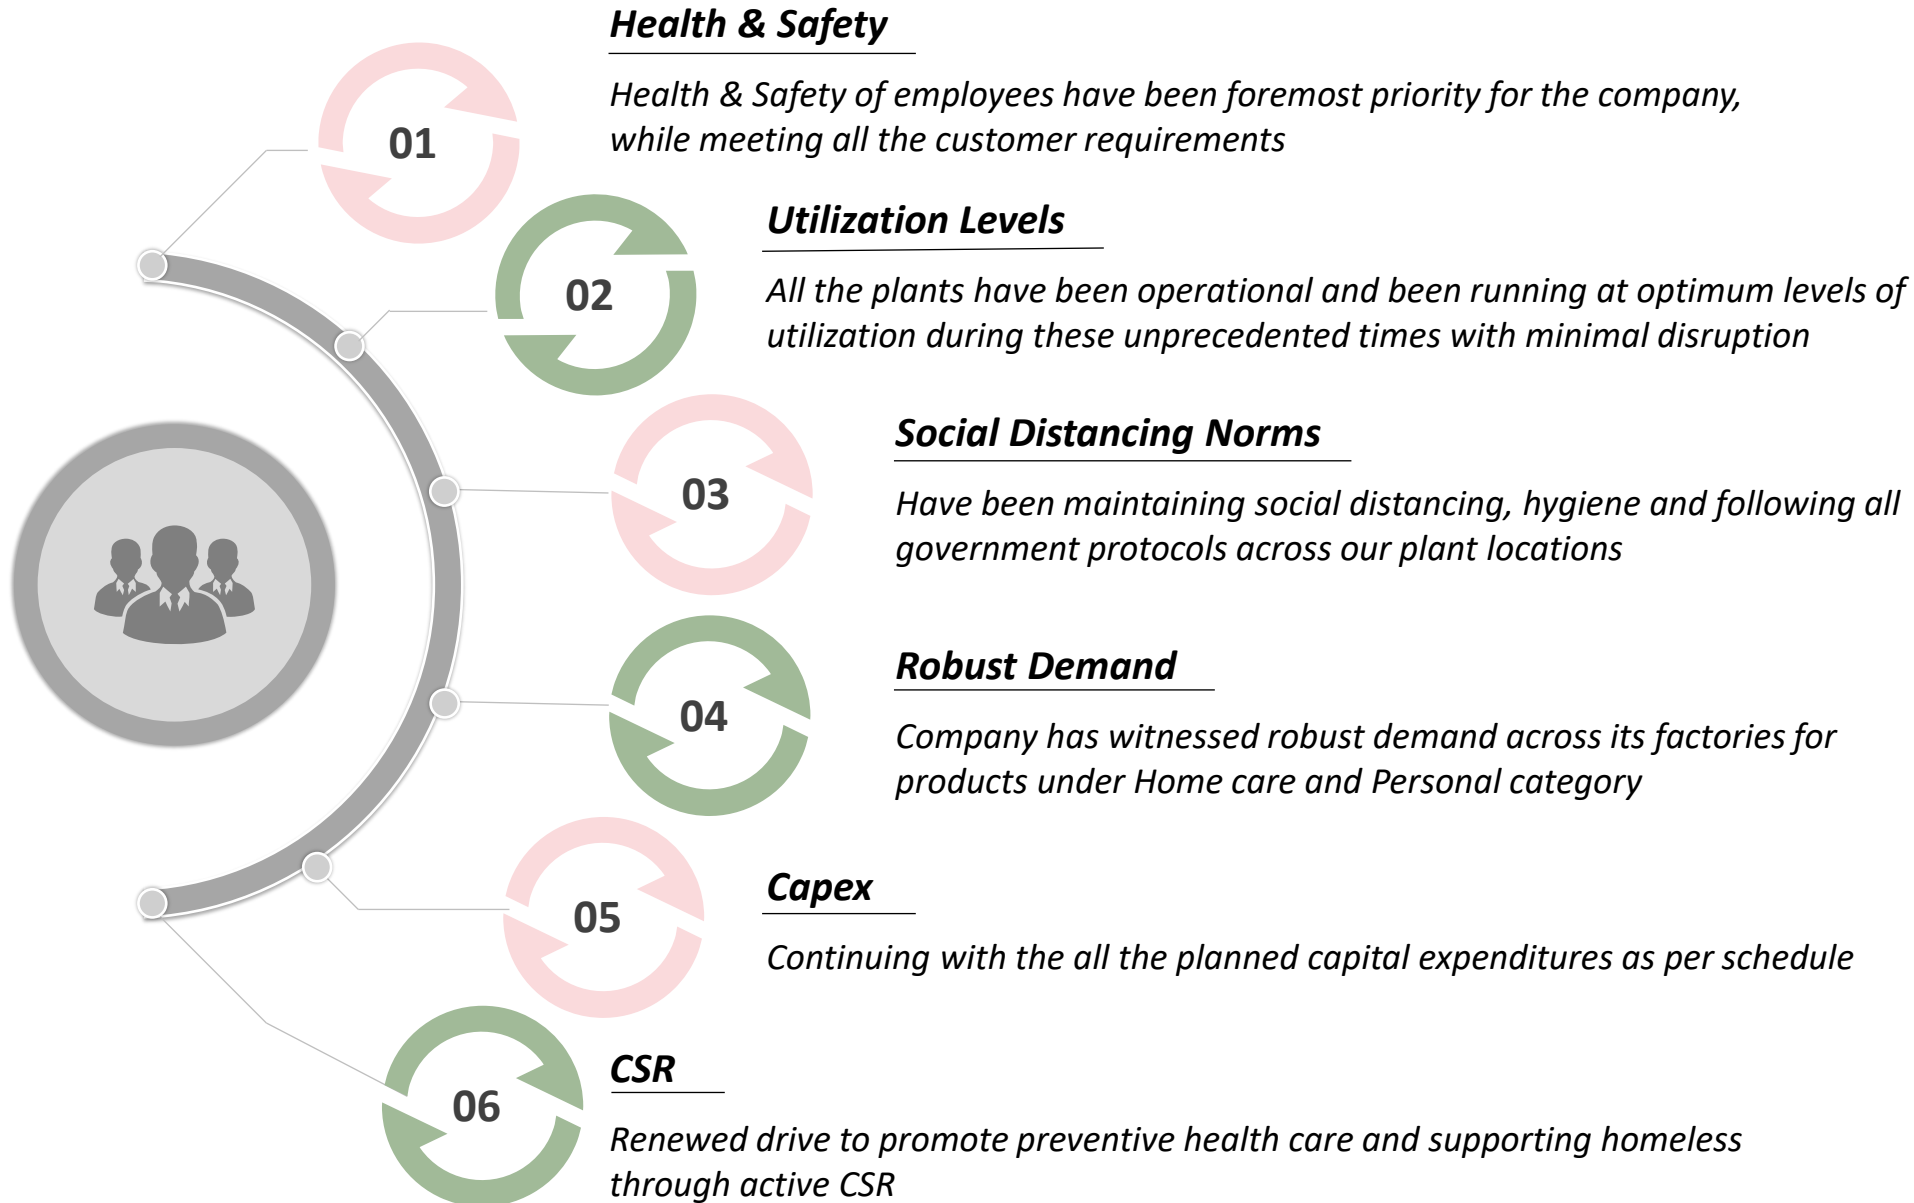 Health & Safety
Health & Safety of employees have been foremost priority for the company,
while meeting all the customer requirements
01
Utilization Levels
All the plants have been operational and been running at optimum levels of
utilization during these unprecedented times with minimal disruption
02
Social Distancing Norms
Have been maintaining social distancing, hygiene and following all
government protocols across our plant locations
03
Robust Demand
Company has witnessed robust demand across its factories for
products under Home care and Personal category
04
Capex
Continuing with the all the planned capital expenditures as per schedule
05
CSR
Renewed drive to promote preventive health care and supporting homeless
through active CSR
06